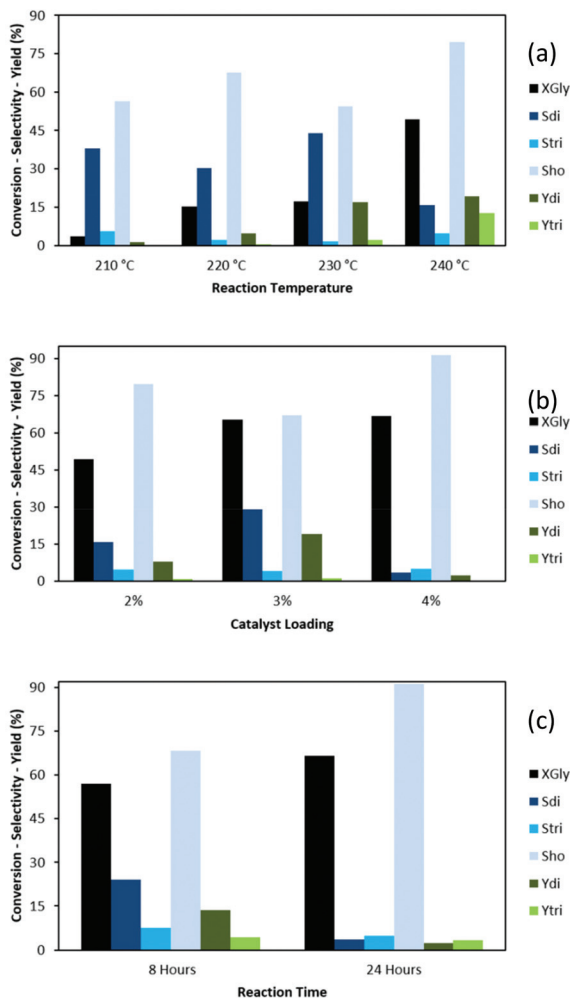 (a)
Conversion - Selectivity - Yield (%)
90
75
60
45
30
15
0
210 °C 220 °C 230 °C 240 °C
Reaction Temperature
XGly
Sdi
Stri
Sho
Ydi
Ytri
(b)
Conversion - Selectivity - Yield (%)
90
75
60
45
30
15
0
2% 3% 4%
Catalyst Loading
XGly
Sdi
Stri
Sho
Ydi
Ytri
(c)
Conversion - Selectivity - Yield (%)
90
75
60
45
30
15
0
8 Hours 24 Hours
Reaction Time
XGly
Sdi
Stri
Sho
Ydi
Ytri